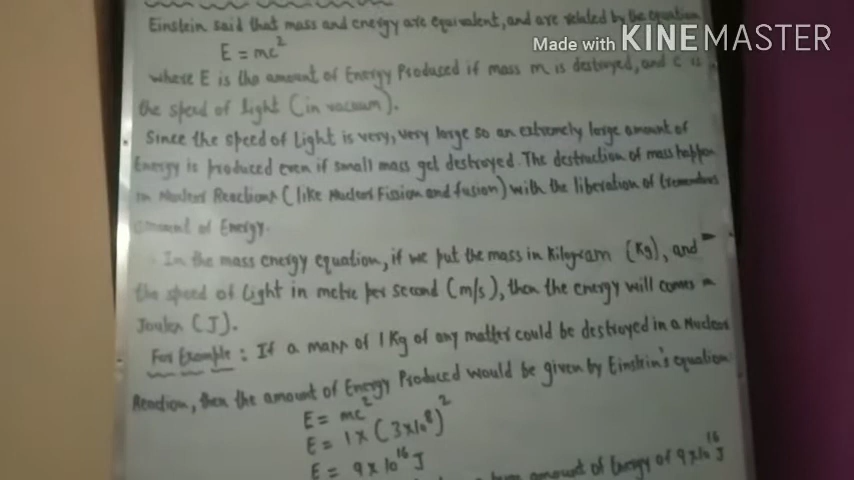 Einstein said that mass and energy are equivalent, and are related by the equation
Made with KINEMASTER
E = mc²
where E is the amount of Energy Produced if mass m is destroyed, and c is
the speed of light (in vacuum).
Since the speed of Light is very, very large so an extremely large amount of
Energy is produced even if small mass get destroyed. The destruction of mass happen
in Nuclear Reactions (like Nuclear Fission and fusion) with the liberation of tremendous
amount of Energy.
In the mass energy equation, if we put the mass in Kilogram (Kg), and
the speed of Light in metre per second (m/s), then the energy will comes in
Joules (J).
For Example : If a mass of 1 Kg of any matter could be destroyed in a Nuclear
Reaction, then the amount of Energy Produced would be given by Einstein's equation
E = mc²
E = 1 × (3×10⁸)²
E = 9 × 10¹⁶ J
amount of Energy of 9×10¹⁶ J